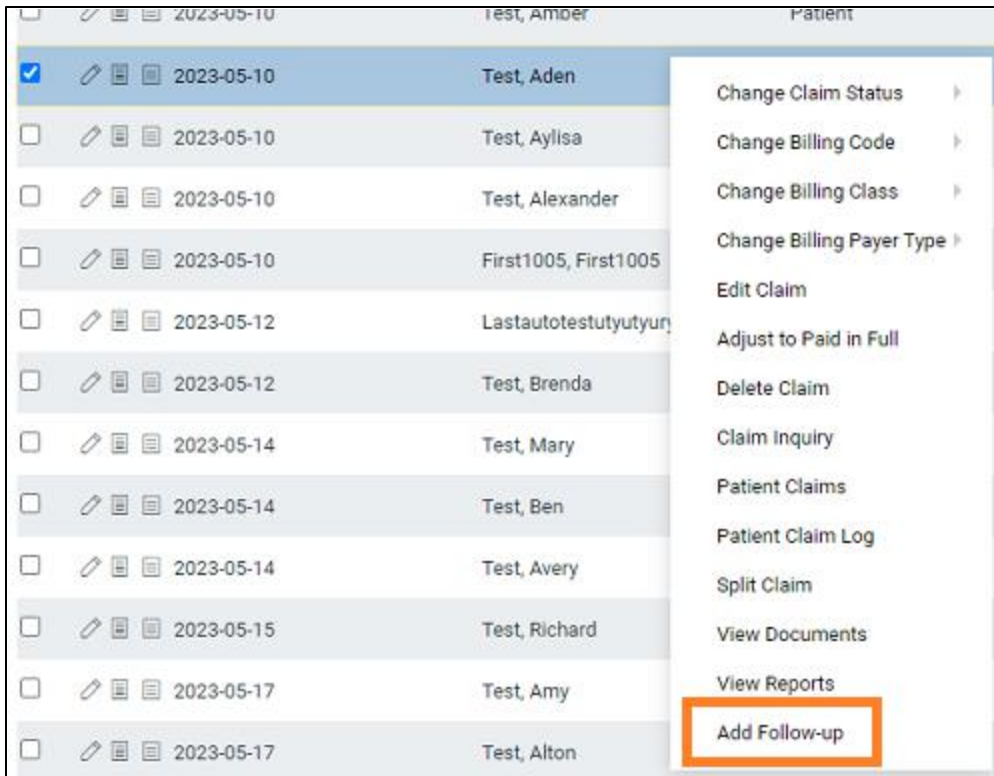 2023-05-10 Test, Amber Patient
2023-05-10 Test, Aden
2023-05-10 Test, Aylisa
2023-05-10 Test, Alexander
2023-05-10 First1005, First1005
2023-05-12 Lastautotestutyutyury
2023-05-12 Test, Brenda
2023-05-14 Test, Mary
2023-05-14 Test, Ben
2023-05-14 Test, Avery
2023-05-15 Test, Richard
2023-05-17 Test, Amy
2023-05-17 Test, Alton
Change Claim Status
Change Billing Code
Change Billing Class
Change Billing Payer Type
Edit Claim
Adjust to Paid in Full
Delete Claim
Claim Inquiry
Patient Claims
Patient Claim Log
Split Claim
View Documents
View Reports
Add Follow-up